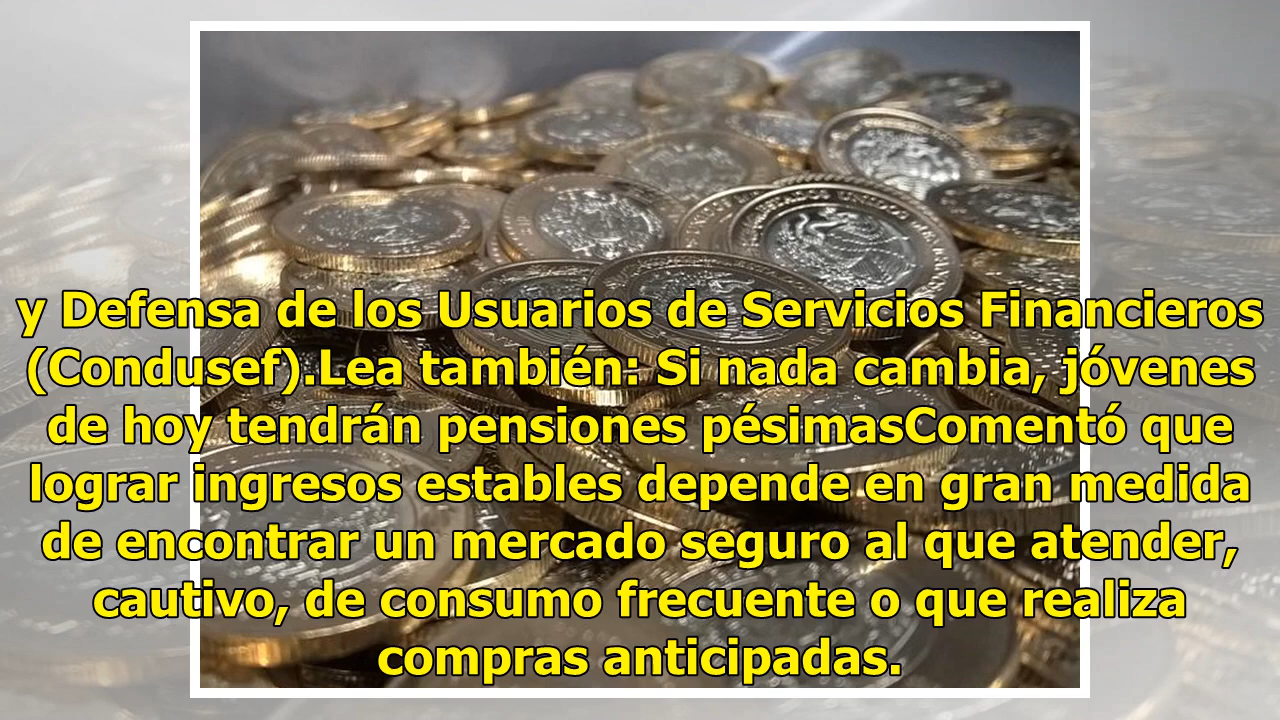 y Defensa de los Usuarios de Servicios Financieros
(Condusef).Lea también: Si nada cambia, jóvenes
de hoy tendrán pensiones pésimasComentó que
lograr ingresos estables depende en gran medida
de encontrar un mercado seguro al que atender,
cautivo, de consumo frecuente o que realiza
compras anticipadas.